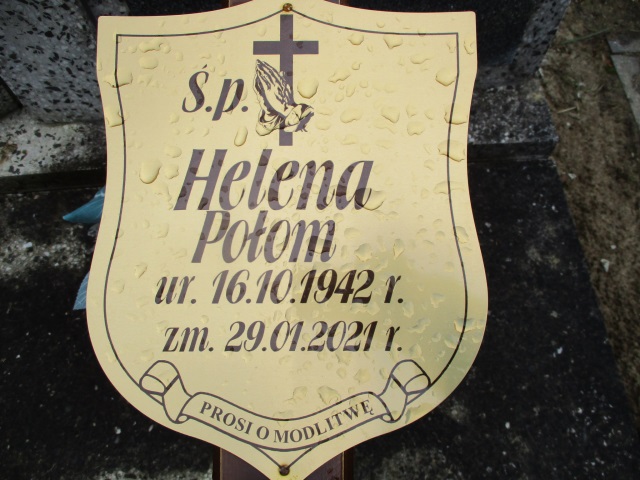 Ś.p.
Helena
Połom
ur. 16.10.1942 r.
zm. 29.01.2021 r.
PROSI O MODLITWĘ